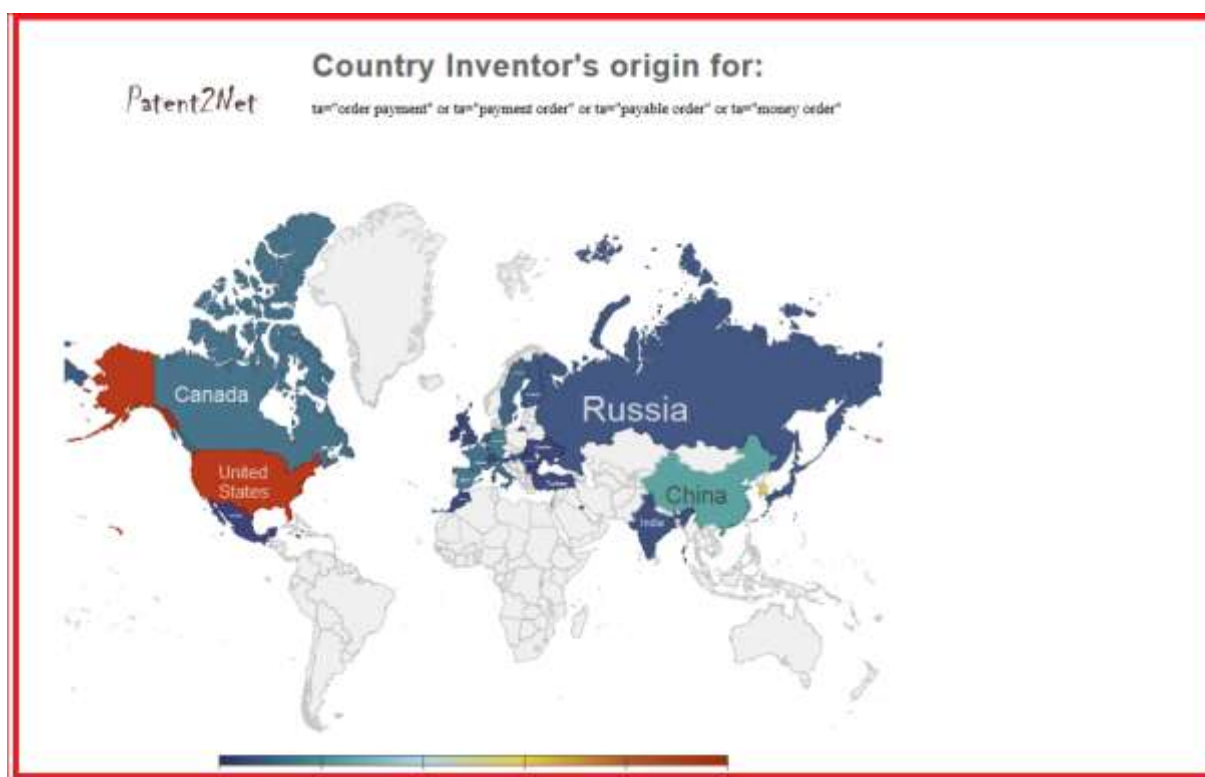 Country Inventor's origin for:
Patent2Net
ta="order payment" or ta="payment order" or ta="payable order" or ta="money order"
Canada
Russia
United
States
China
India
Turkey